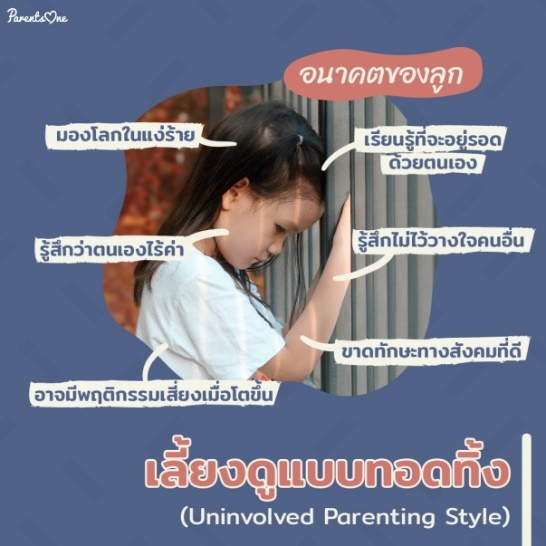 Parents One
อนาคตของลูก
มองโลกในแง่ร้าย
เรียนรู้ที่จะอยู่รอด
ด้วยตนเอง
รู้สึกว่าตนเองไร้ค่า
รู้สึกไม่ไว้วางใจคนอื่น
ขาดทักษะทางสังคมที่ดี
อาจมีพฤติกรรมเสี่ยงเมื่อโตขึ้น
เลี้ยงดูแบบทอดทิ้ง
(Uninvolved Parenting Style)